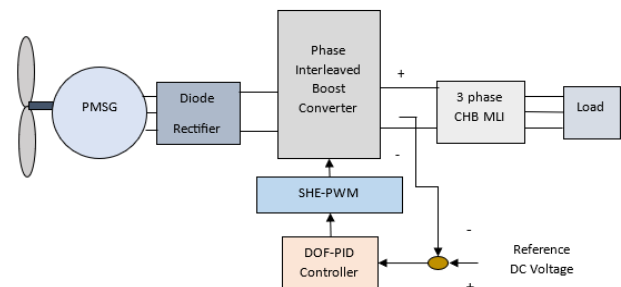 PMSG
Diode
Rectifier
Phase
Interleaved
Boost
Converter
+
-
3 phase
CHB MLI
Load
SHE-PWM
DOF-PID
Controller
-
+
Reference
DC Voltage